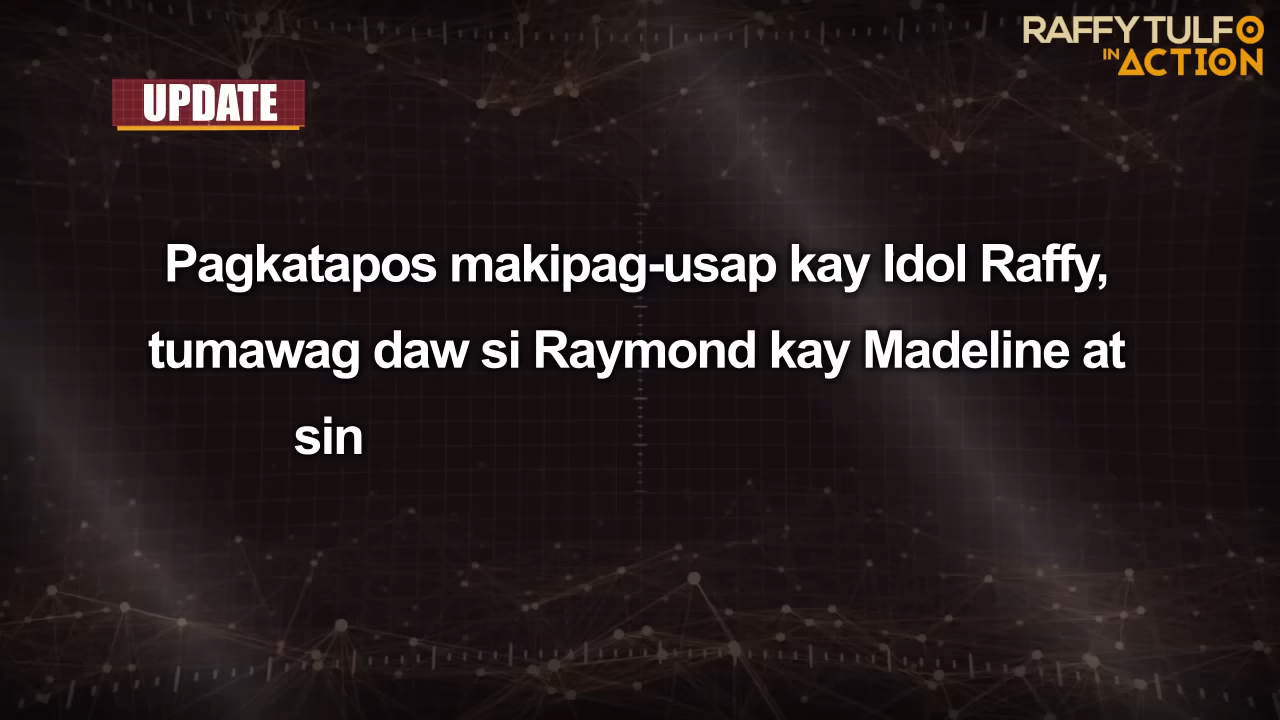 RAFFY TULFO
IN ACTION
UPDATE
Pagkatapos makipag-usap kay Idol Raffy,
tumawag daw si Raymond kay Madeline at
sin